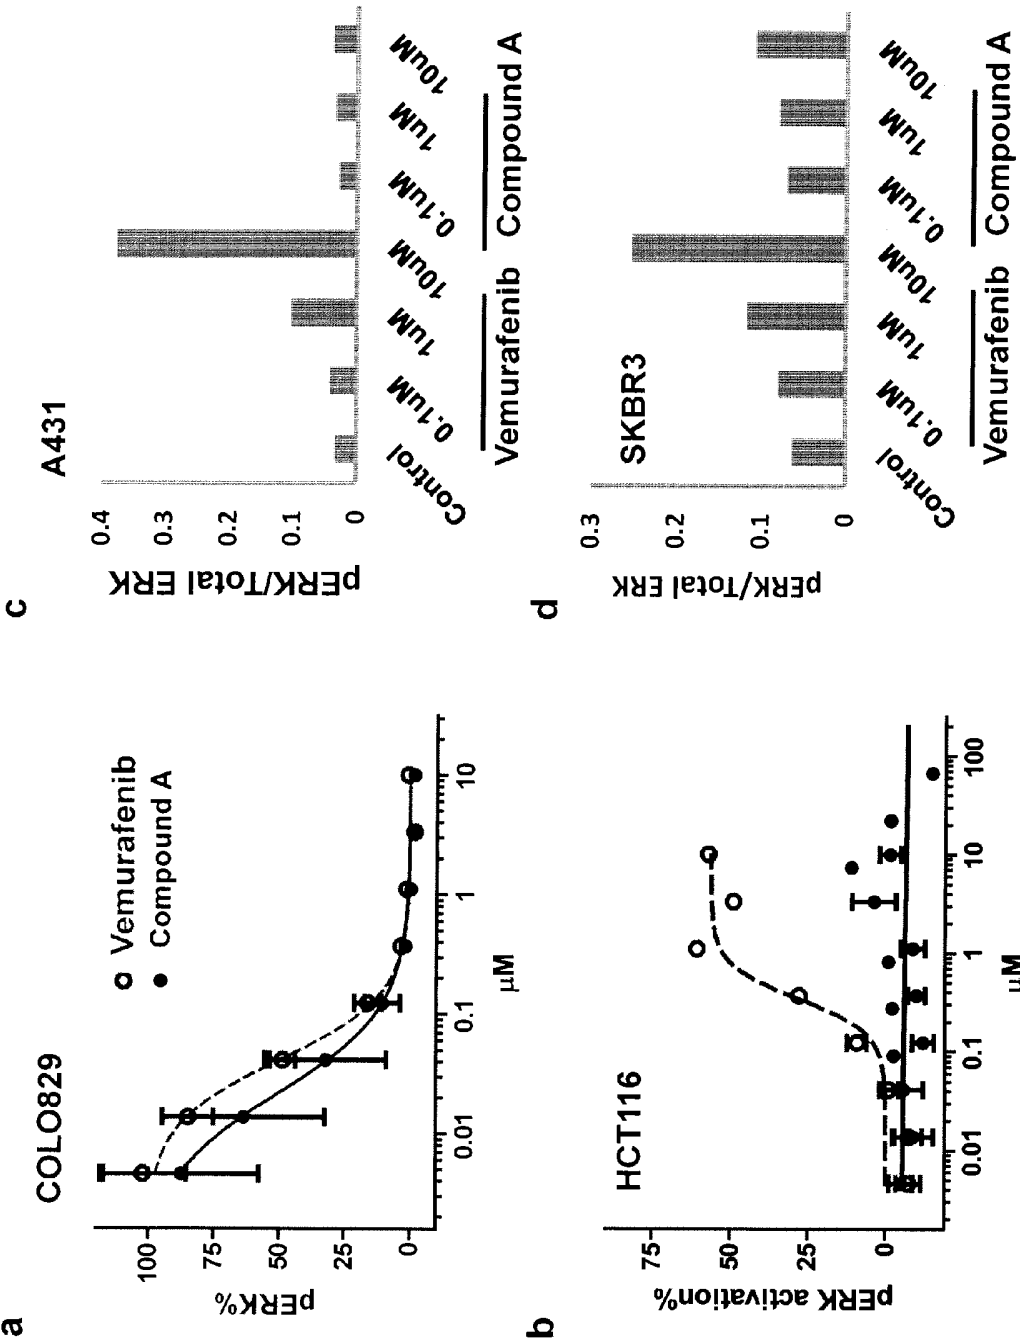 a
COLO829
Vemurafenib
Compound A
pERK%
100
75
50
25
0
0.01
0.1
1
10
µM
b
HCT116
pERK activation%
75
50
25
0
0.01
0.1
1
10
100
µM
c
A431
pERK/Total ERK
0.4
0.3
0.2
0.1
0
Control
0.1uM
1uM
10uM
0.1uM
1uM
10uM
Vemurafenib
Compound A
d
SKBR3
pERK/Total ERK
0.3
0.2
0.1
0
Control
0.1uM
1uM
10uM
0.1uM
1uM
10uM
Vemurafenib
Compound A